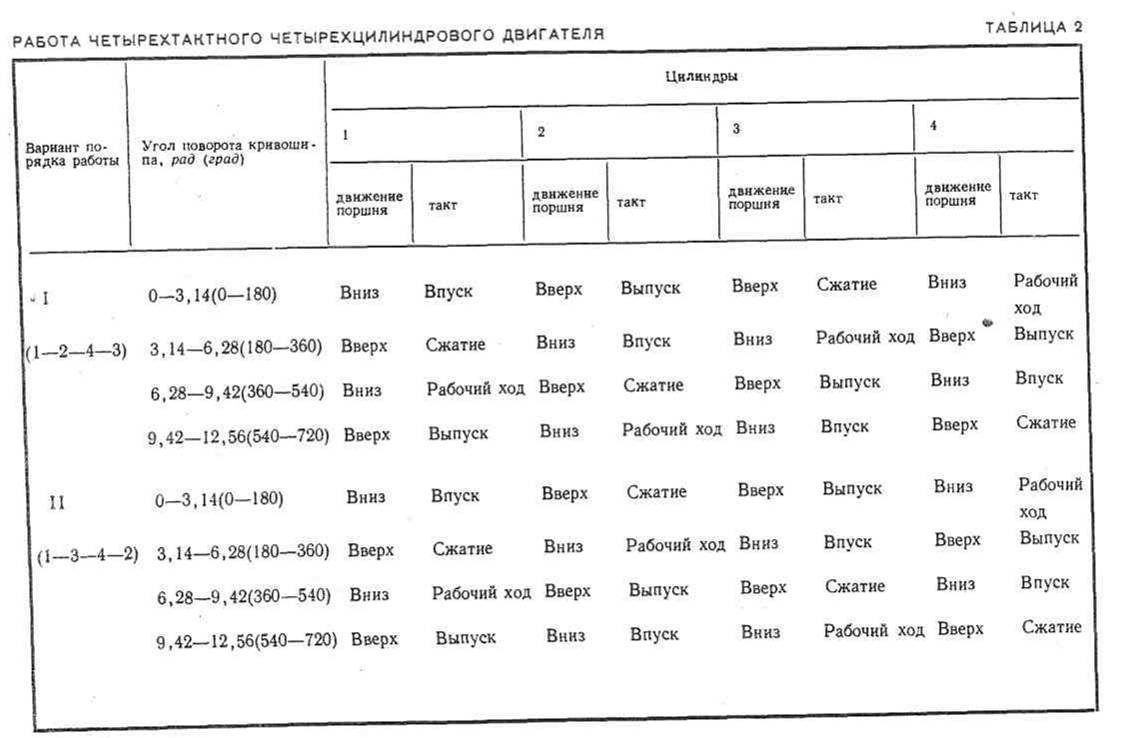 РАБОТА ЧЕТЫРЕХТАКТНОГО ЧЕТЫРЕХЦИЛИНДРОВОГО ДВИГАТЕЛЯ ТАБЛИЦА 2
Цилиндры
Вариант по-
рядка работы
Угол поворота кривоши-
па, рад (град)
1 2 3 4
движение
поршня
такт
движение
поршня
такт
движение
поршня
такт
движение
поршня
такт
I 0—3,14(0—180) Вниз Впуск Вверх Выпуск Вверх Сжатие Вниз Рабочий
ход
(1—2—4—3) 3,14—6,28(180—360) Вверх Сжатие Вниз Впуск Вниз Рабочий ход Вверх Выпуск
6,28—9,42(360—540) Вниз Рабочий ход Вверх Сжатие Вверх Выпуск Вниз Впуск
9,42—12,56(540—720) Вверх Выпуск Вниз Рабочий ход Вниз Впуск Вверх Сжатие
II 0—3,14(0—180) Вниз Впуск Вверх Сжатие Вверх Выпуск Вниз Рабочий
ход
(1—3—4—2) 3,14—6,28(180—360) Вверх Сжатие Вниз Рабочий ход Вниз Впуск Вверх Выпуск
6,28—9,42(360—540) Вниз Рабочий ход Вверх Выпуск Вверх Сжатие Вниз Впуск
9,42—12,56(540—720) Вверх Выпуск Вниз Впуск Вниз Рабочий ход Вверх Сжатие